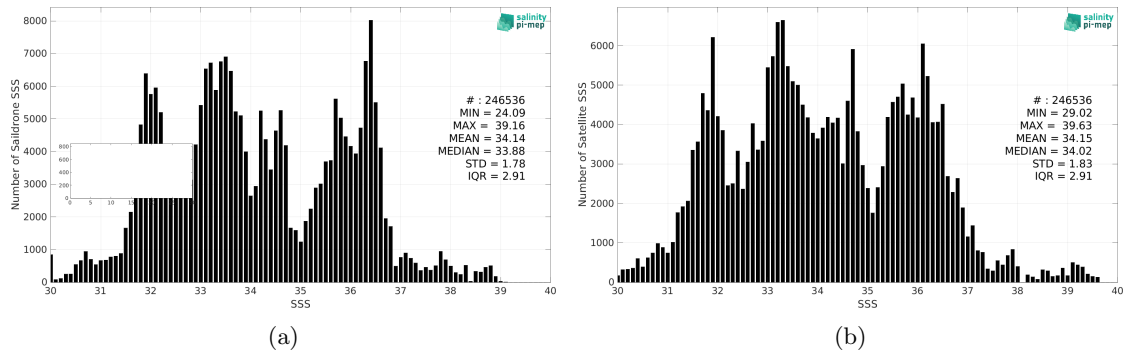 8000
7000
6000
5000
4000
3000
2000
1000
0
Number of Saildrone SSS
800
600
400
200
0
0 5 10 15
salinity
pi-mep
# : 246536
MIN = 24.09
MAX = 39.16
MEAN = 34.14
MEDIAN = 33.88
STD = 1.78
IQR = 2.91
30 31 32 33 34 35 36 37 38 39 40
SSS
(a)
6000
5000
4000
3000
2000
1000
0
Number of Satellite SSS
salinity
pi-mep
# : 246536
MIN = 29.02
MAX = 39.63
MEAN = 34.15
MEDIAN = 34.02
STD = 1.83
IQR = 2.91
30 31 32 33 34 35 36 37 38 39 40
SSS
(b)